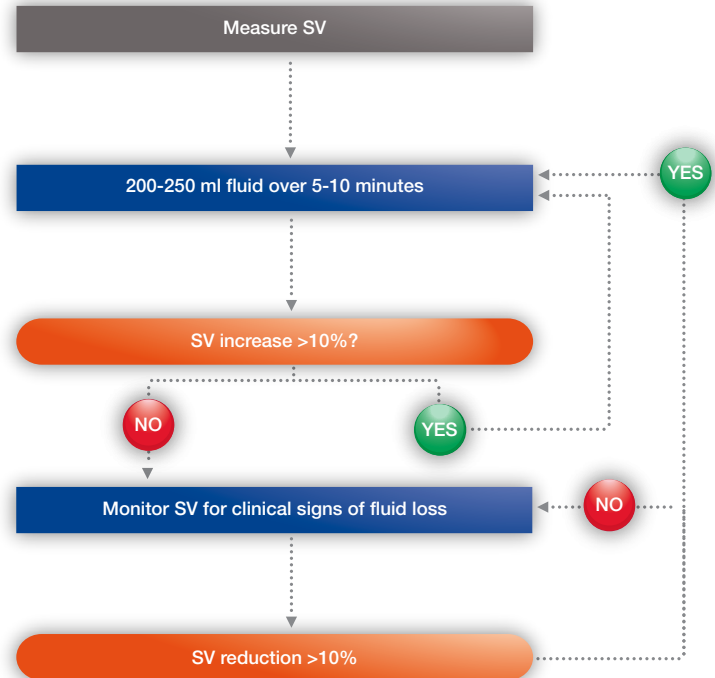 Measure SV
YES
200-250 ml fluid over 5-10 minutes
SV increase >10%?
NO
YES
Monitor SV for clinical signs of fluid loss
NO
SV reduction >10%